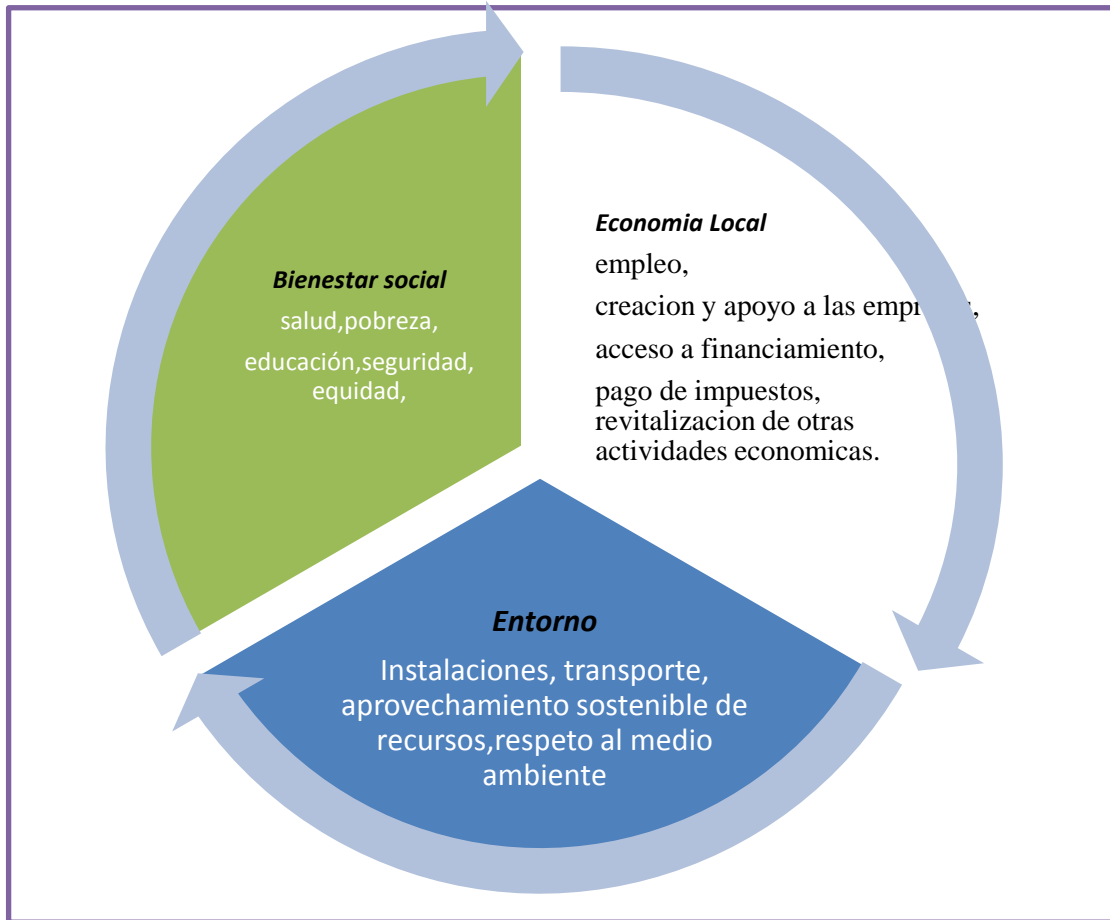 Economia Local
empleo,
creacion y apoyo a las
acceso a financiamiento,
pago de impuestos,
revitalizacion de otras
actividades economicas.
Bienestar social
salud,pobreza,
educación,seguridad,
equidad,
Entorno
Instalaciones, transporte,
aprovechamiento sostenible de
recursos,respeto al medio
ambiente